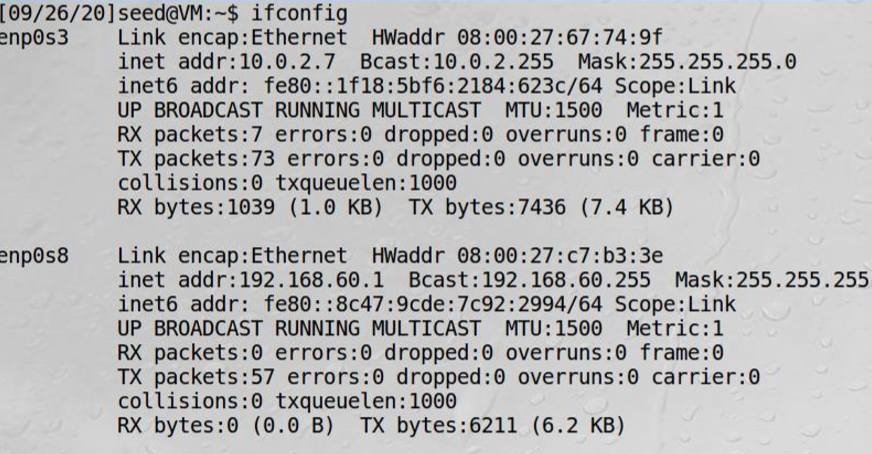 [09/26/20]seed@VM:~$ ifconfig
enp0s3    Link encap:Ethernet  HWaddr 08:00:27:67:74:9f
          inet addr:10.0.2.7  Bcast:10.0.2.255  Mask:255.255.255.0
          inet6 addr: fe80::1f18:5bf6:2184:623c/64 Scope:Link
          UP BROADCAST RUNNING MULTICAST  MTU:1500  Metric:1
          RX packets:7 errors:0 dropped:0 overruns:0 frame:0
          TX packets:73 errors:0 dropped:0 overruns:0 carrier:0
          collisions:0 txqueuelen:1000
          RX bytes:1039 (1.0 KB)  TX bytes:7436 (7.4 KB)
enp0s8    Link encap:Ethernet  HWaddr 08:00:27:c7:b3:3e
          inet addr:192.168.60.1  Bcast:192.168.60.255  Mask:255.255.255
          inet6 addr: fe80::8c47:9cde:7c92:2994/64 Scope:Link
          UP BROADCAST RUNNING MULTICAST  MTU:1500  Metric:1
          RX packets:0 errors:0 dropped:0 overruns:0 frame:0
          TX packets:57 errors:0 dropped:0 overruns:0 carrier:0
          collisions:0 txqueuelen:1000
          RX bytes:0 (0.0 B)  TX bytes:6211 (6.2 KB)